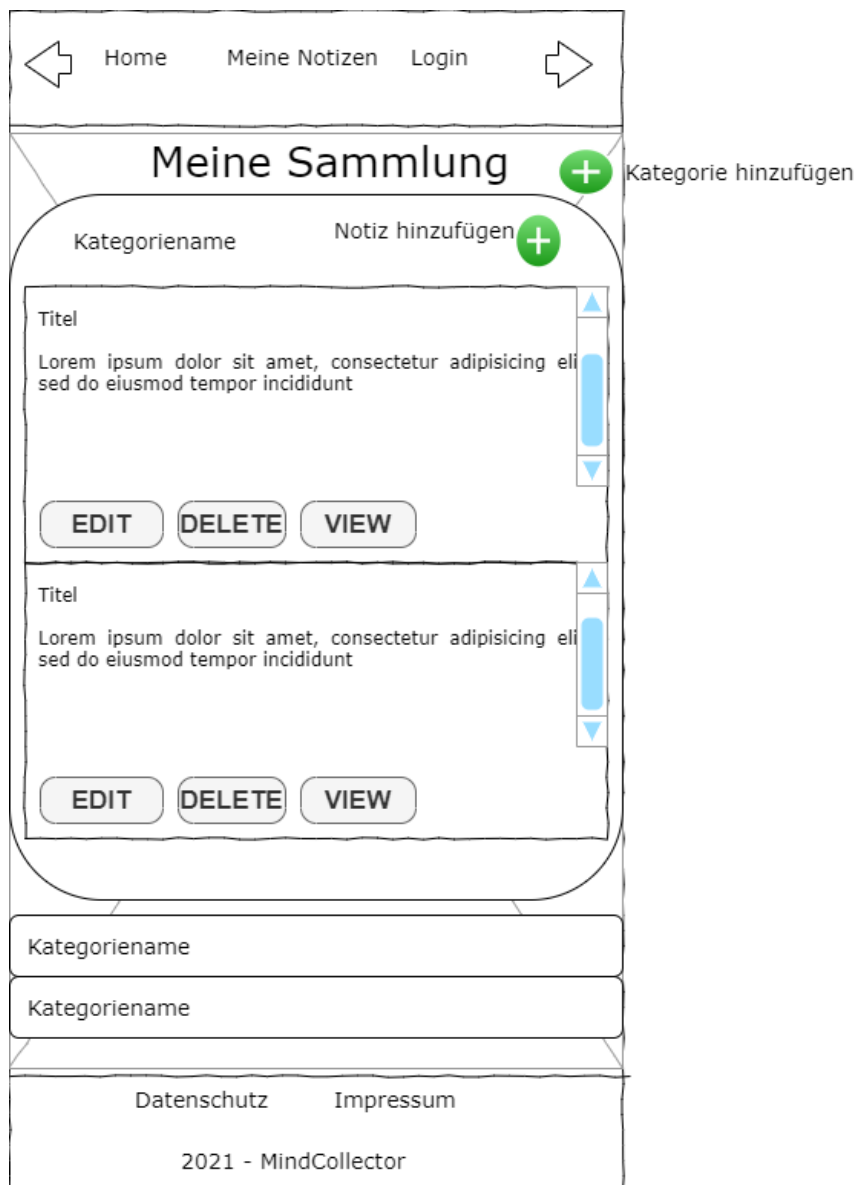 Home Meine Notizen Login
Meine Sammlung
Kategorie hinzufügen
Kategoriename
Notiz hinzufügen
Titel
Lorem ipsum dolor sit amet, consectetur adipisicing eli
sed do eiusmod tempor incididunt
EDIT DELETE VIEW
Titel
Lorem ipsum dolor sit amet, consectetur adipisicing eli
sed do eiusmod tempor incididunt
EDIT DELETE VIEW
Kategoriename
Kategoriename
Datenschutz Impressum
2021 - MindCollector